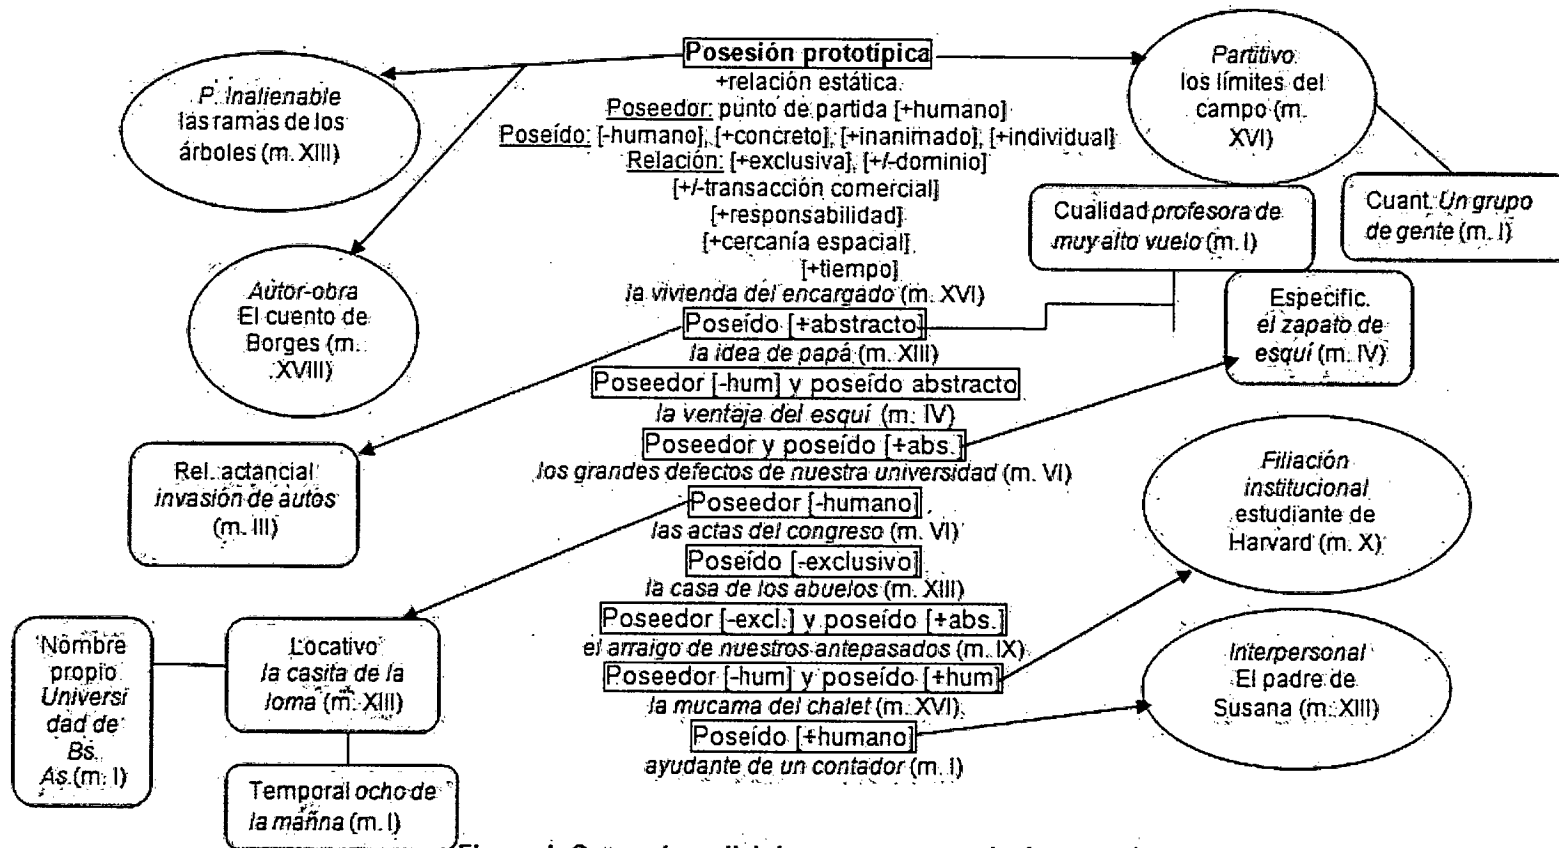 Posesión prototípica
+relación estática.
Poseedor: punto de partida [+humano]
Poseído: [-humano], [+concreto], [+inanimado], [+individual]
Relación: [+exclusiva], [+/-dominio]
[+/-transacción comercial]
[+responsabilidad]
[+cercanía espacial]
[+tiempo]
la vivienda del encargado (m. XVI)
Poseído [+abstracto]
la idea de papá (m. XIII)
Poseedor [-hum] y poseído abstracto
la ventaja del esquí (m. IV)
Poseedor y poseído [+abs.]
los grandes defectos de nuestra universidad (m. VI)
Poseedor [-humano]
las actas del congreso (m. VI)
Poseído [-exclusivo]
la casa de los abuelos (m. XIII)
Poseedor [-excl.] y poseído [+abs.]
el arraigo de nuestros antepasados (m. IX)
Poseedor [-hum] y poseído [+hum]
la mucama del chalet (m. XVI)
Poseído [+humano]
ayudante de un contador (m. I)
P. Inalienable
las ramas de los
árboles (m. XIII)
Autor-obra
El cuento de
Borges (m.
XVIII)
Rel. actancial
invasión de autos
(m. III)
Nombre
propio
Universi
dad de
Bs.
As.(m. I)
Locativo
la casita de la
loma (m. XIII)
Temporal ocho de
la mañna (m. I)
Partitivo
los límites del
campo (m.
XVI)
Cualidad profesora de
muy alto vuelo (m. I)
Cuant. Un grupo
de gente (m. I)
Especific.
el zapato de
esquí (m. IV)
Filiación
institucional
estudiante de
Harvard (m. X)
Interpersonal
El padre de
Susana (m. XIII)